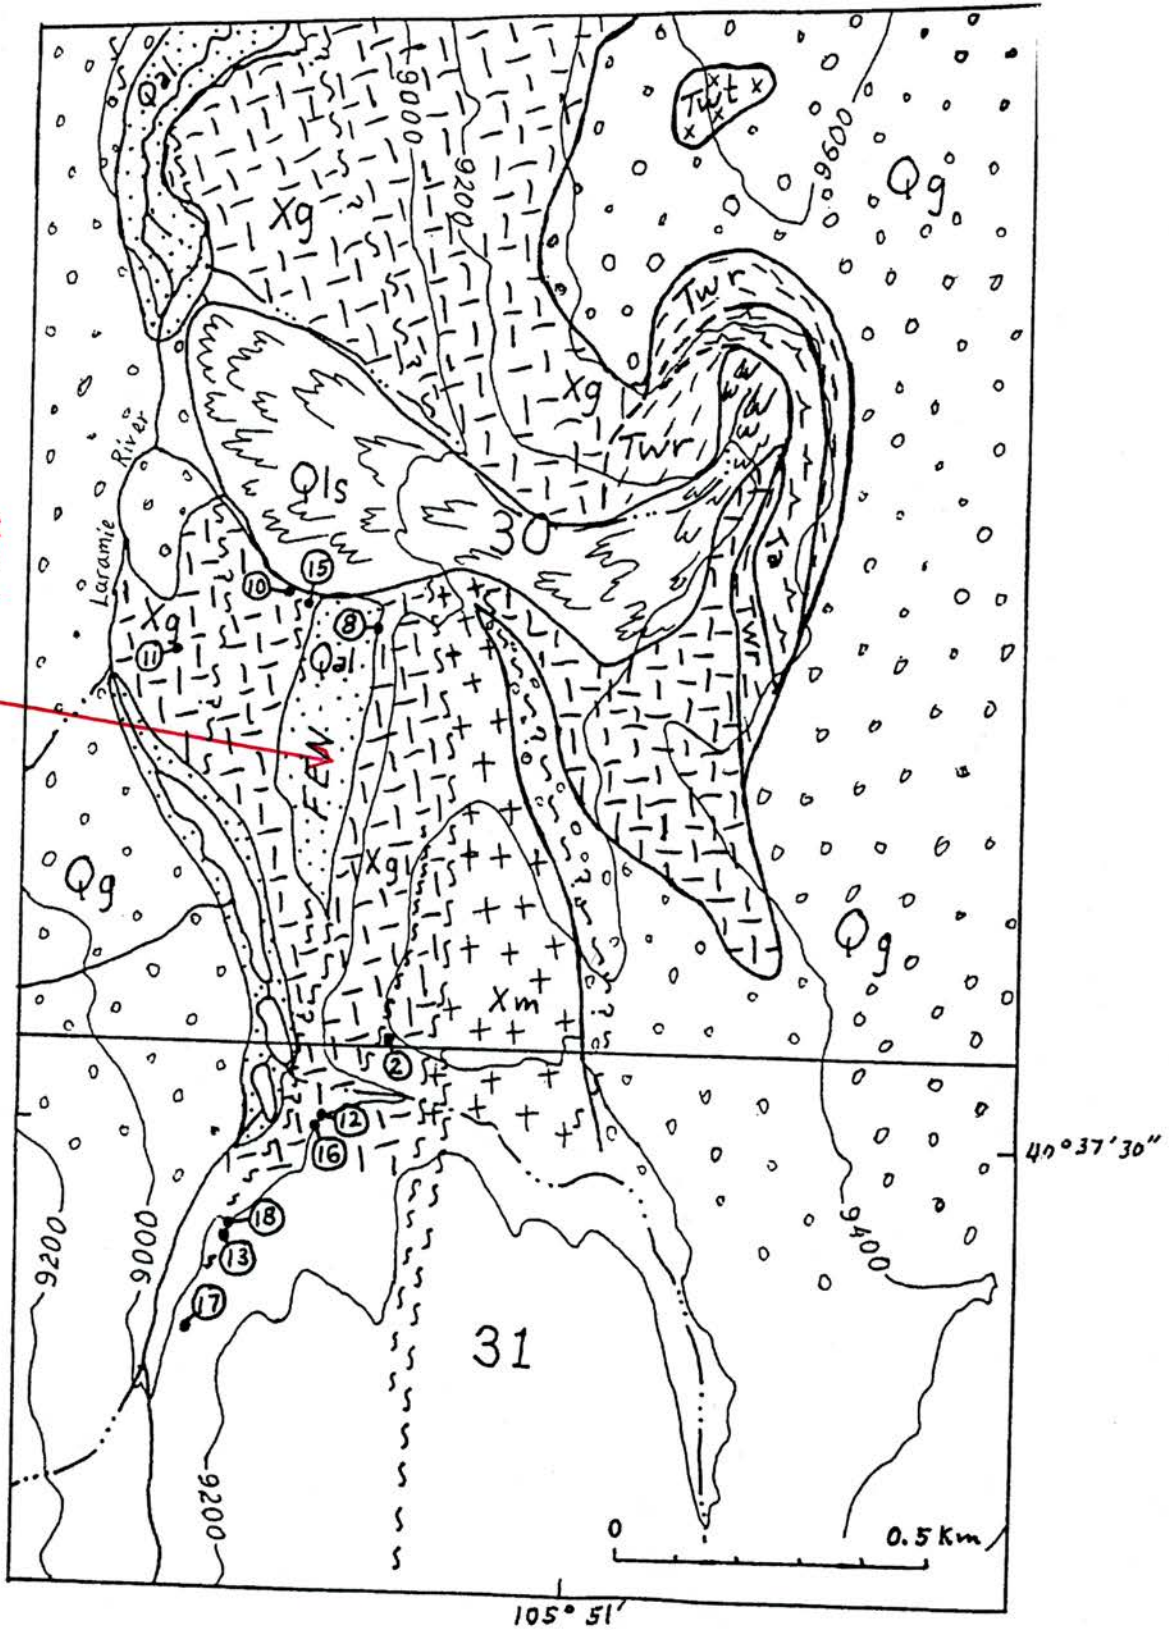 Qal
9000
9200
Twt
9600
Qg
Xg
Twr
Xg
Twr
Laramie River
Qls
30
Ta
Twr
10
15
8
Xg
11
Qal
FEN
Xg
Qg
Qg
Xm
2
12
16
40°37'30"
18
13
17
9200
9000
9400
31
9200
0
0.5 Km
105° 51'